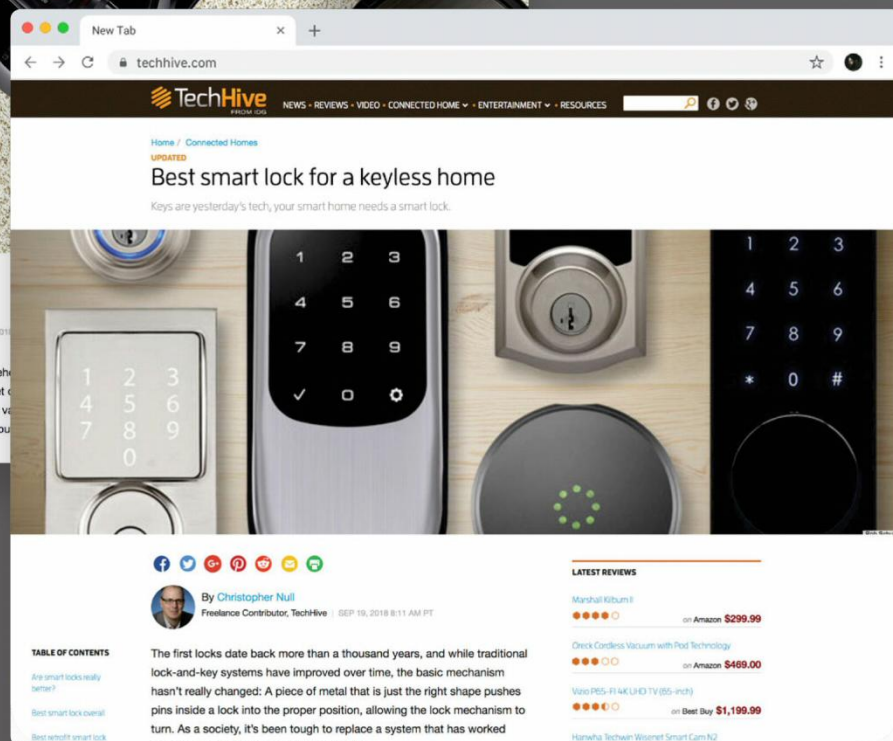 New Tab
techhive.com
TechHive
FROM IDG
NEWS • REVIEWS • VIDEO • CONNECTED HOME • ENTERTAINMENT • RESOURCES
Home / Connected Homes
UPDATED
Best smart lock for a keyless home
Keys are yesterday's tech, your smart home needs a smart lock.
1 2 3
4 5 6
7 8 9
0
1 2 3
4 5 6
7 8 9
✓ 0
1 2 3
4 5 6
7 8 9
* 0 #
By Christopher Null
Freelance Contributor, TechHive | SEP 19, 2018 8:11 AM PT
TABLE OF CONTENTS
Are smart locks really
better?
Best smart lock overall
Best retrofit smart lock
The first locks date back more than a thousand years, and while traditional
lock-and-key systems have improved over time, the basic mechanism
hasn't really changed: A piece of metal that is just the right shape pushes
pins inside a lock into the proper position, allowing the lock mechanism to
turn. As a society, it's been tough to replace a system that has worked
LATEST REVIEWS
Marshall Kilburn II
on Amazon $299.99
Oreck Cordless Vacuum with Pod Technology
on Amazon $469.00
Vizio P65-F1 4K UHD TV (65-inch)
on Best Buy $1,199.99
Hanwha Techwin Wisenet Smart Cam N2